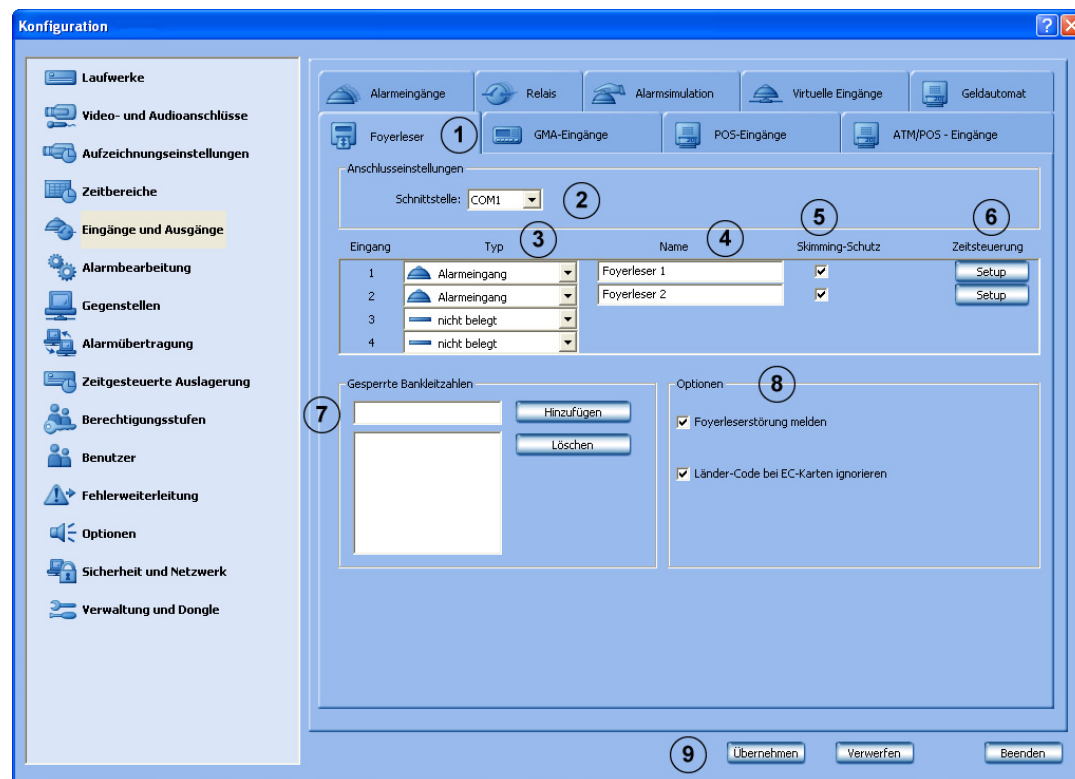 Konfiguration
Laufwerke
Video- und Audioanschlüsse
Aufzeichnungseinstellungen
Zeitbereiche
Eingänge und Ausgänge
Alarmbearbeitung
Gegenstellen
Alarmübertragung
Zeitgesteuerte Auslagerung
Berechtigungsstufen
Benutzer
Fehlerweiterleitung
Optionen
Sicherheit und Netzwerk
Verwaltung und Dongle
Alarmeingänge Relais Alarmsimulation Virtuelle Eingänge Geldautomat
Foyerleser 1 GMA-Eingänge POS-Eingänge ATM/POS - Eingänge
Anschlusseinstellungen
Schnittstelle: COM1 2
3 4 5 6
Eingang Typ Name Skimming-Schutz Zeitsteuerung
1 Alarmeingang Foyerleser 1 Setup
2 Alarmeingang Foyerleser 2 Setup
3 nicht belegt
4 nicht belegt
Gesperrte Bankleitzahlen
7 Hinzufügen
Löschen
Optionen 8
Foyerleserstörung melden
Länder-Code bei EC-Karten ignorieren
9 Übernehmen Verwerfen Beenden